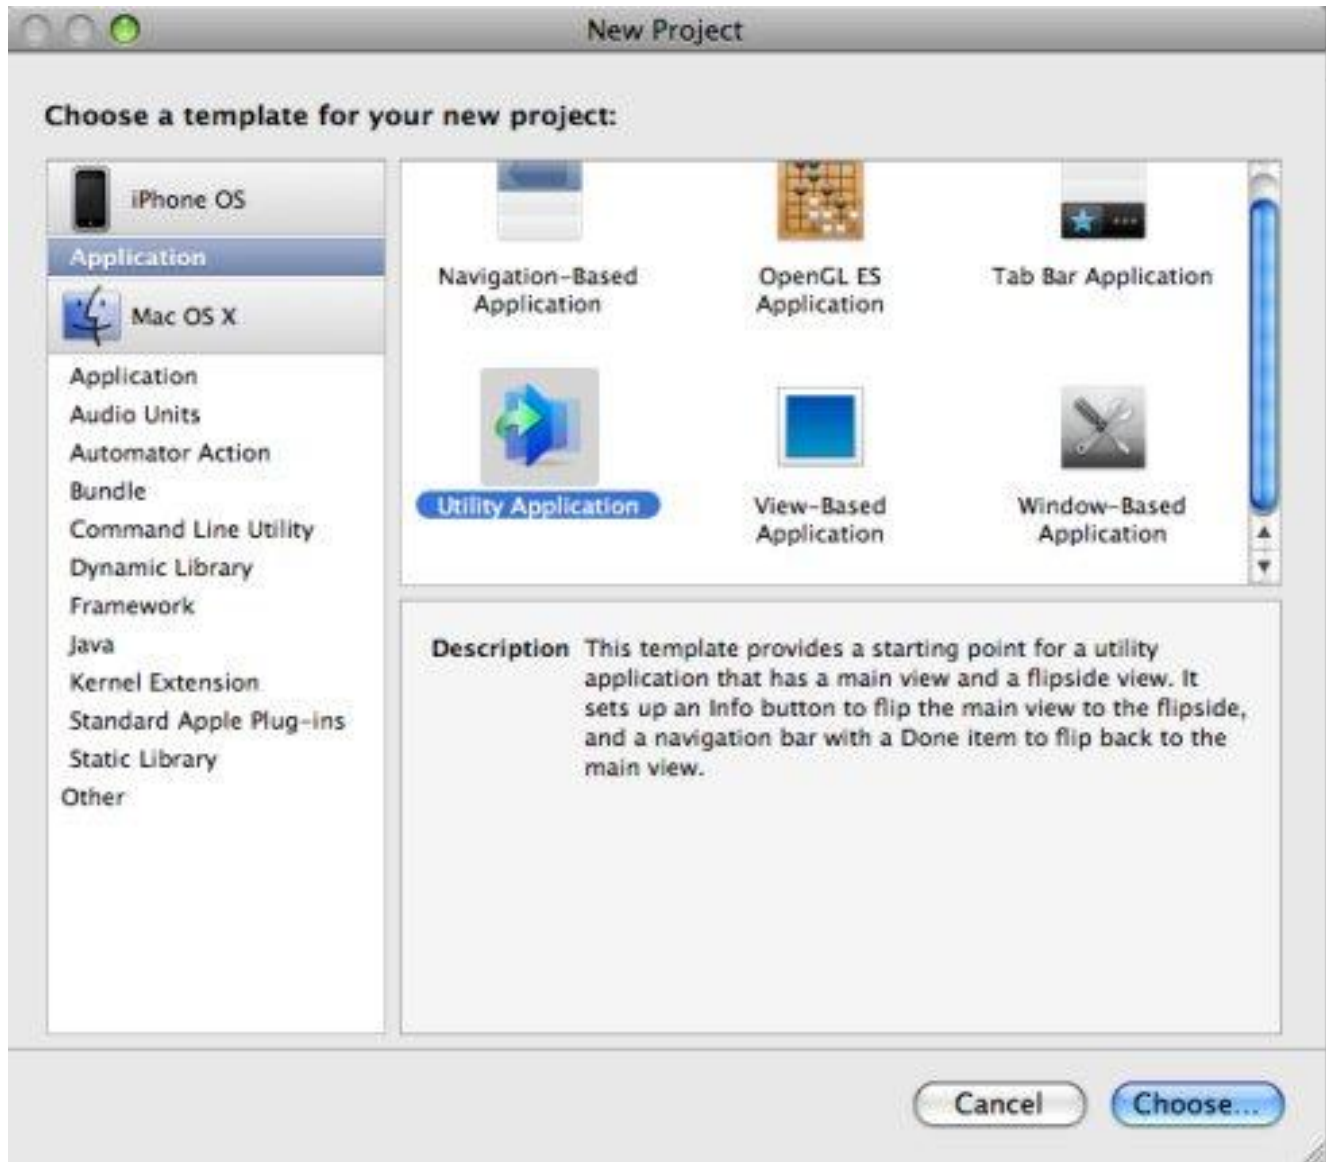 New Project
Choose a template for your new project:
iPhone OS
Application
Mac OS X
Application
Audio Units
Automator Action
Bundle
Command Line Utility
Dynamic Library
Framework
Java
Kernel Extension
Standard Apple Plug-ins
Static Library
Other
Navigation-Based
Application
OpenGL ES
Application
Tab Bar Application
Utility Application
View-Based
Application
Window-Based
Application
Description This template provides a starting point for a utility
application that has a main view and a flipside view. It
sets up an Info button to flip the main view to the flipside,
and a navigation bar with a Done item to flip back to the
main view.
Cancel
Choose...